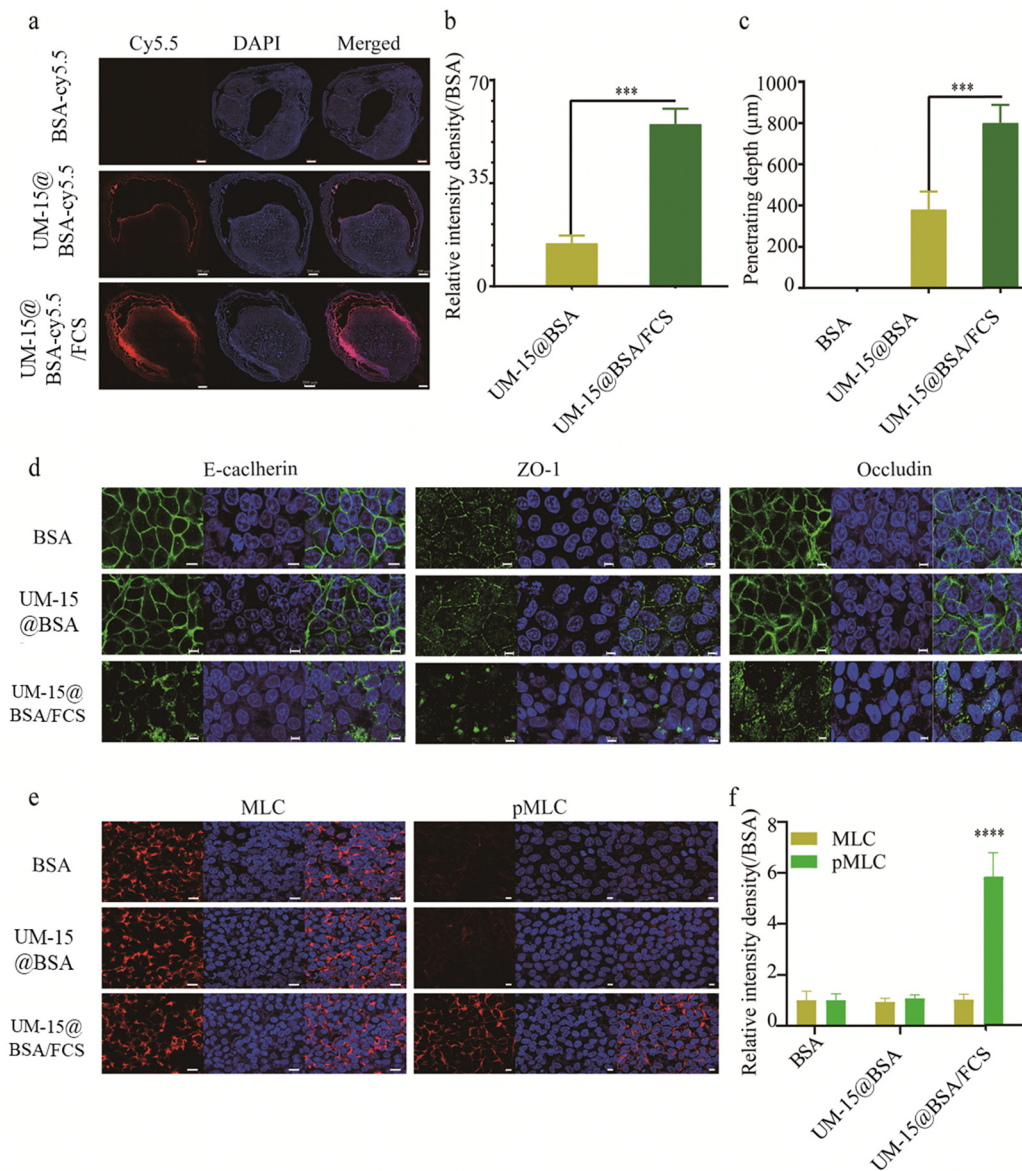 a
Cy5.5 DAPI Merged
BSA-cy5.5
UM-15@
BSA-cy5.5
UM-15@
BSA-cy5.5
/FCS
b
Relative intensity density(/BSA)
70
35
0
***
UM-15@BSA
UM-15@BSA/FCS
c
Penetrating depth (μm)
1000
800
600
400
200
0
***
BSA
UM-15@BSA
UM-15@BSA/FCS
d
E-caclherin ZO-1 Occludin
BSA
UM-15
@BSA
UM-15@
BSA/FCS
e
MLC pMLC
BSA
UM-15
@BSA
UM-15@
BSA/FCS
f
Relative intensity density(/BSA)
8
6
4
2
0
MLC
pMLC
****
BSA
UM-15@BSA
UM-15@BSA/FCS